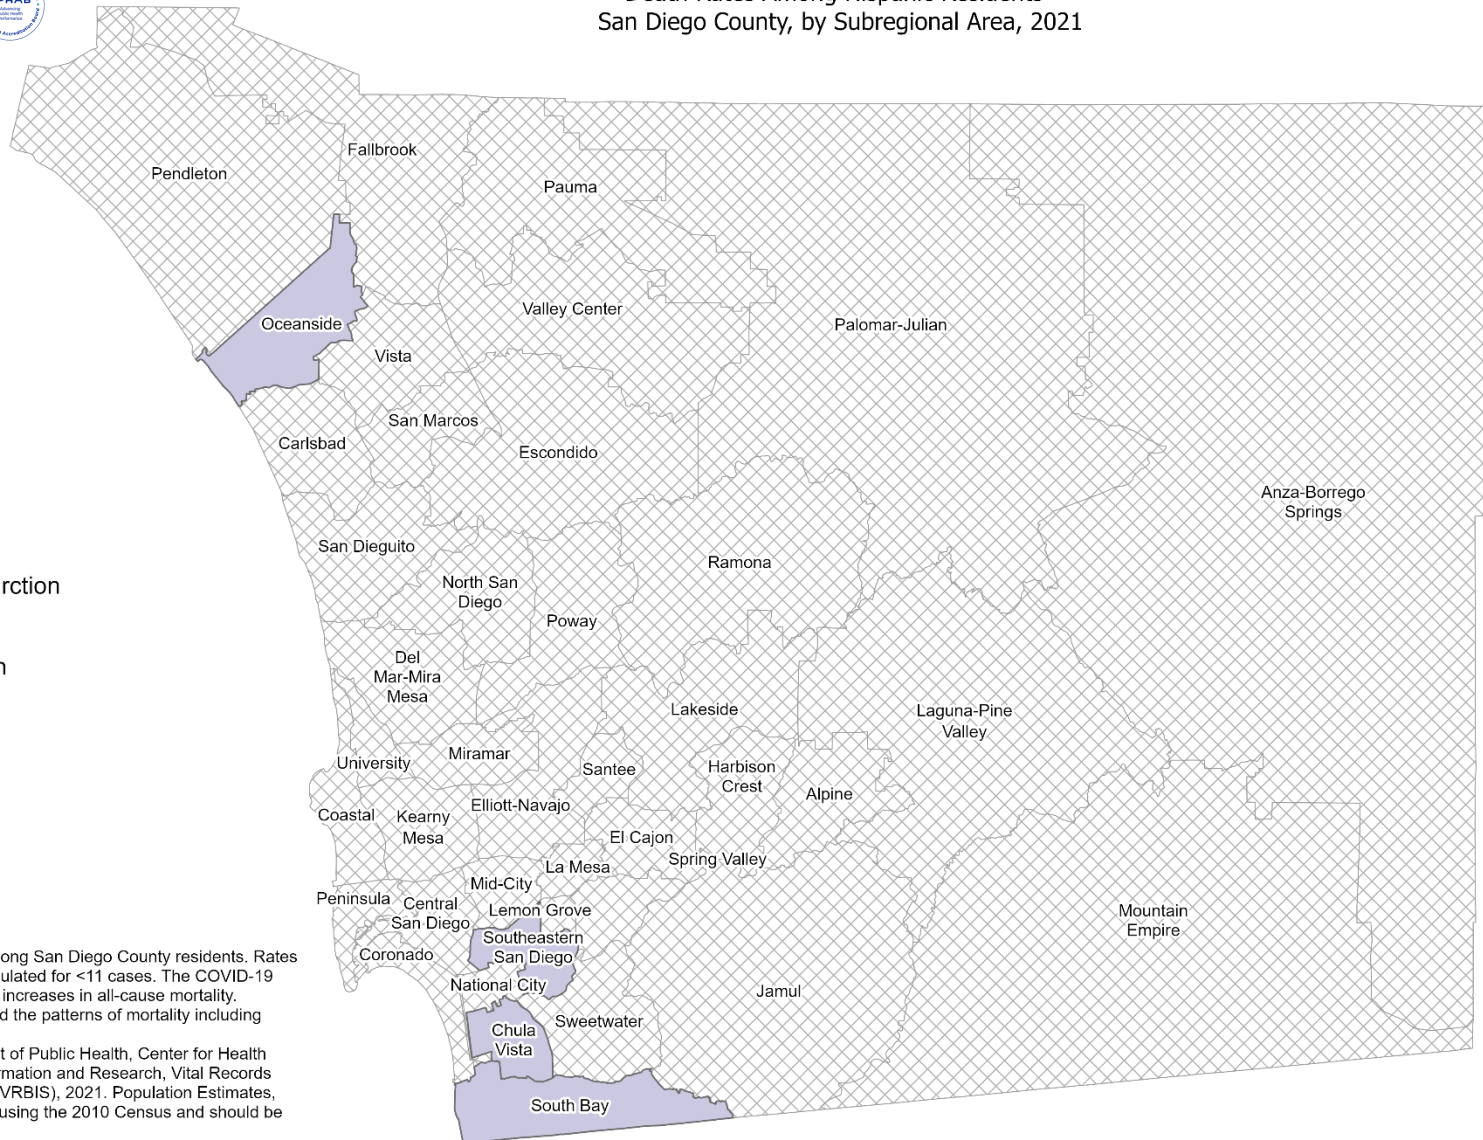 Death Rates Among Hispanic Residents
San Diego County, by Subregional Area, 2021
Pendleton
Fallbrook
Pauma
Oceanside
Valley Center
Palomar-Julian
Vista
San Marcos
Carlsbad
Escondido
Anza-Borrego
Springs
San Dieguito
North San
Diego
Ramona
Poway
rction
n
Del
Mar-Mira
Mesa
Lakeside
Laguna-Pine
Valley
University
Miramar
Santee
Harbison
Crest
Alpine
Coastal
Kearny
Mesa
Elliott-Navajo
El Cajon
La Mesa
Spring Valley
Mid-City
Peninsula
Central
San Diego
Lemon Grove
Mountain
Empire
Southeastern
San Diego
Coronado
National City
Jamul
Sweetwater
Chula
Vista
South Bay
ong San Diego County residents. Rates
ulated for <11 cases. The COVID-19
increases in all-cause mortality.
d the patterns of mortality including
t of Public Health, Center for Health
rmation and Research, Vital Records
VRBIS), 2021. Population Estimates,
using the 2010 Census and should be